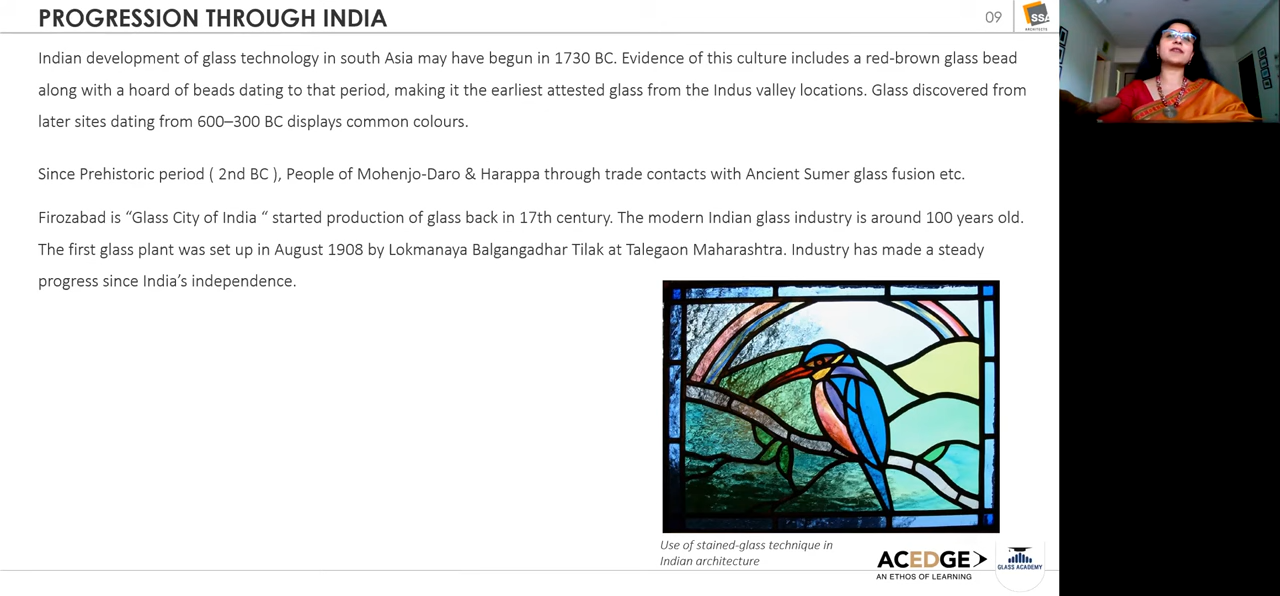 PROGRESSION THROUGH INDIA
09
SSA
ARCHITECTS
Indian development of glass technology in south Asia may have begun in 1730 BC. Evidence of this culture includes a red-brown glass bead
along with a hoard of beads dating to that period, making it the earliest attested glass from the Indus valley locations. Glass discovered from
later sites dating from 600–300 BC displays common colours.
Since Prehistoric period ( 2nd BC ), People of Mohenjo-Daro & Harappa through trade contacts with Ancient Sumer glass fusion etc.
Firozabad is “Glass City of India “ started production of glass back in 17th century. The modern Indian glass industry is around 100 years old.
The first glass plant was set up in August 1908 by Lokmanaya Balgangadhar Tilak at Talegaon Maharashtra. Industry has made a steady
progress since India’s independence.
Use of stained-glass technique in
Indian architecture
ACEDGE
AN ETHOS OF LEARNING
GLASS ACADEMY